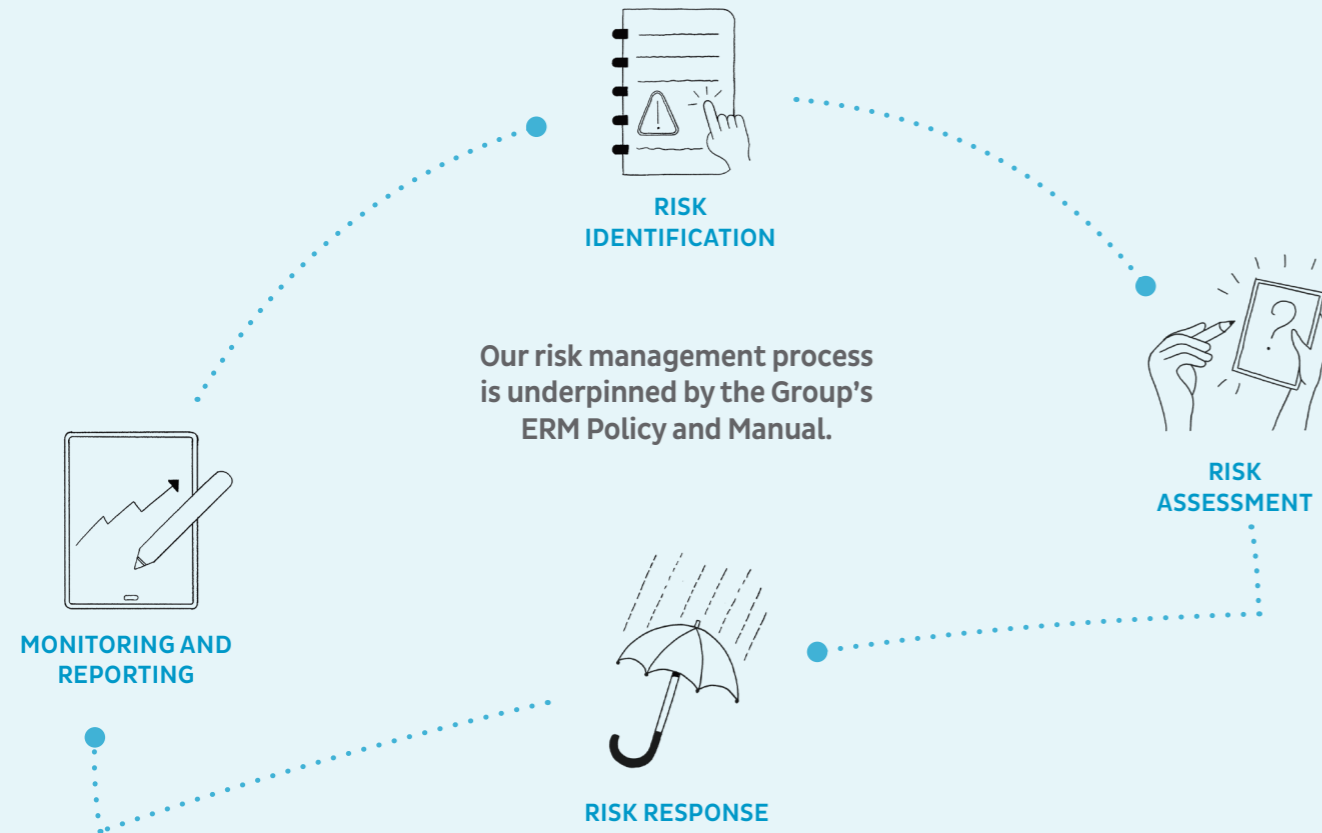 RISK
IDENTIFICATION
Our risk management process
is underpinned by the Group’s
ERM Policy and Manual.
RISK
ASSESSMENT
MONITORING AND
REPORTING
RISK RESPONSE